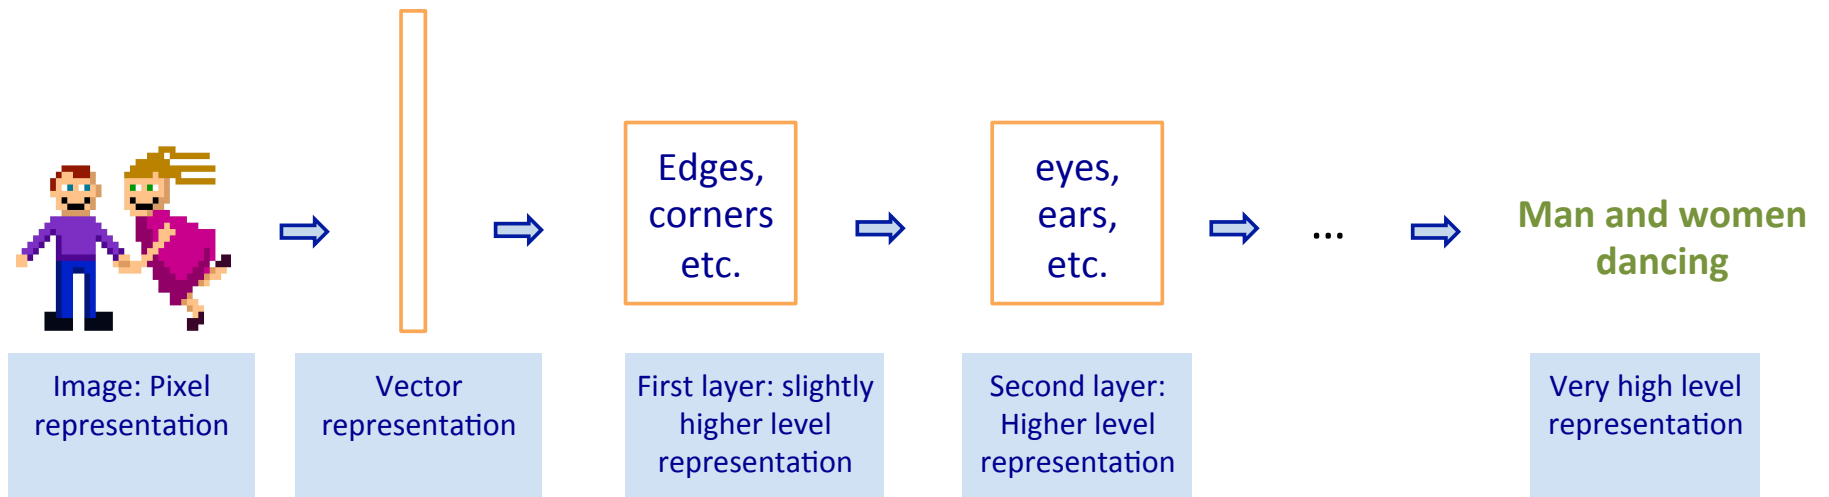 Edges,
corners
etc.
eyes,
ears,
etc.
...
Man and women
dancing
Image: Pixel
representation
Vector
representation
First layer: slightly
higher level
representation
Second layer:
Higher level
representation
Very high level
representation